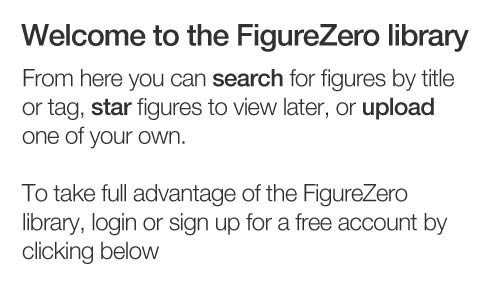 Welcome to the FigureZero library
From here you can search for figures by title
or tag, star figures to view later, or upload
one of your own.
To take full advantage of the FigureZero
library, login or sign up for a free account by
clicking below